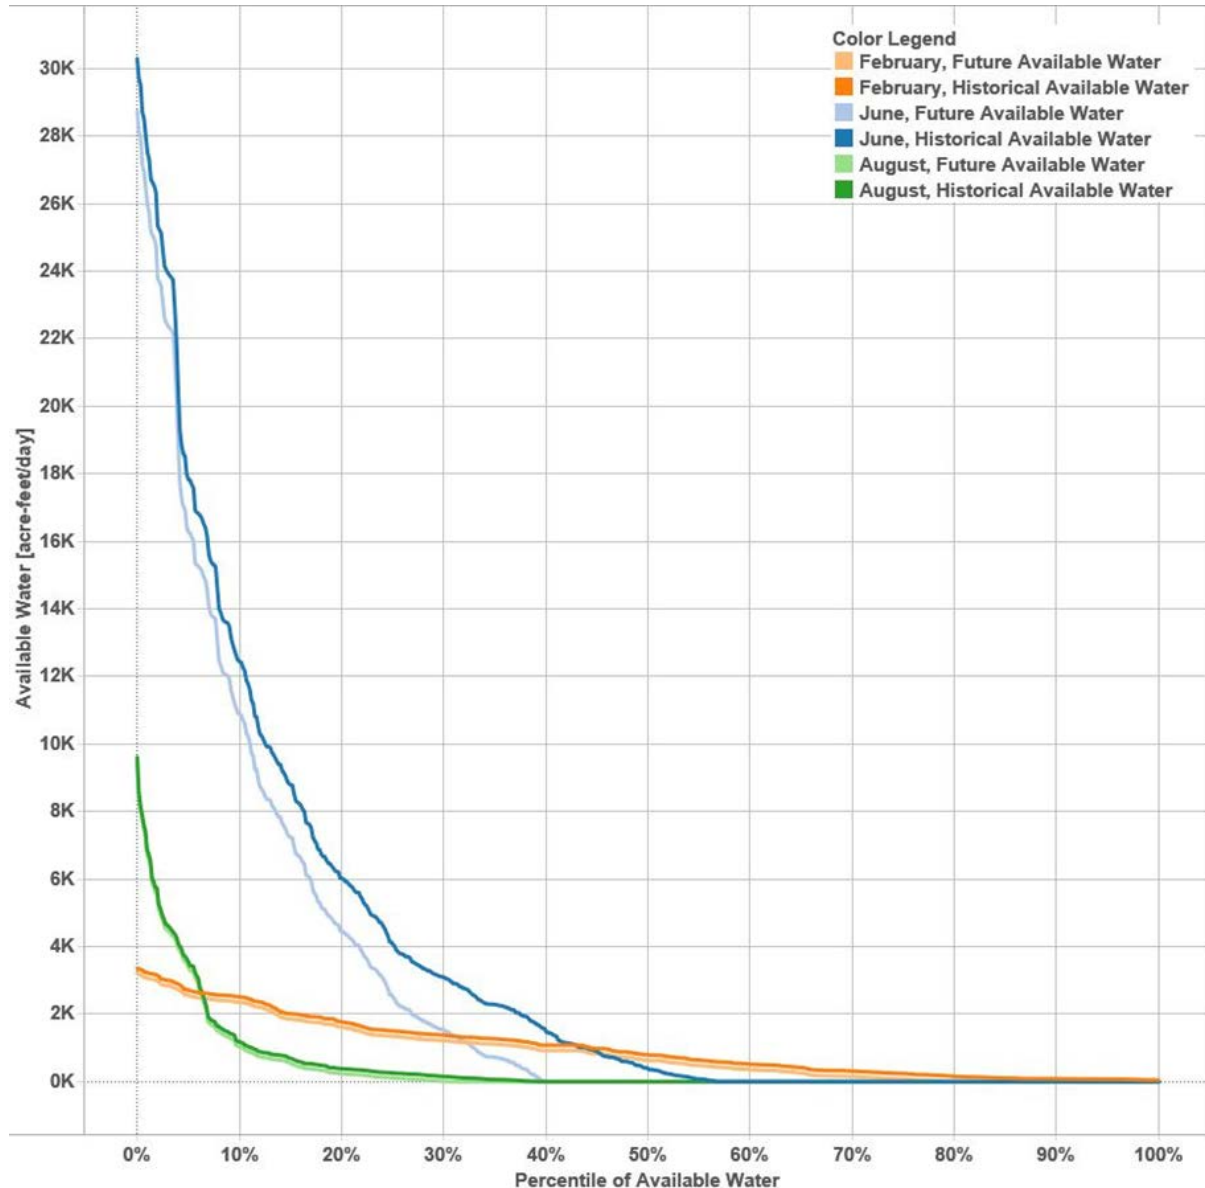 Color Legend
February, Future Available Water
February, Historical Available Water
June, Future Available Water
June, Historical Available Water
August, Future Available Water
August, Historical Available Water
30K
28K
26K
24K
22K
20K
18K
16K
14K
12K
10K
8K
6K
4K
2K
0K
Available Water [acre-feet/day]
0% 10% 20% 30% 40% 50% 60% 70% 80% 90% 100%
Percentile of Available Water